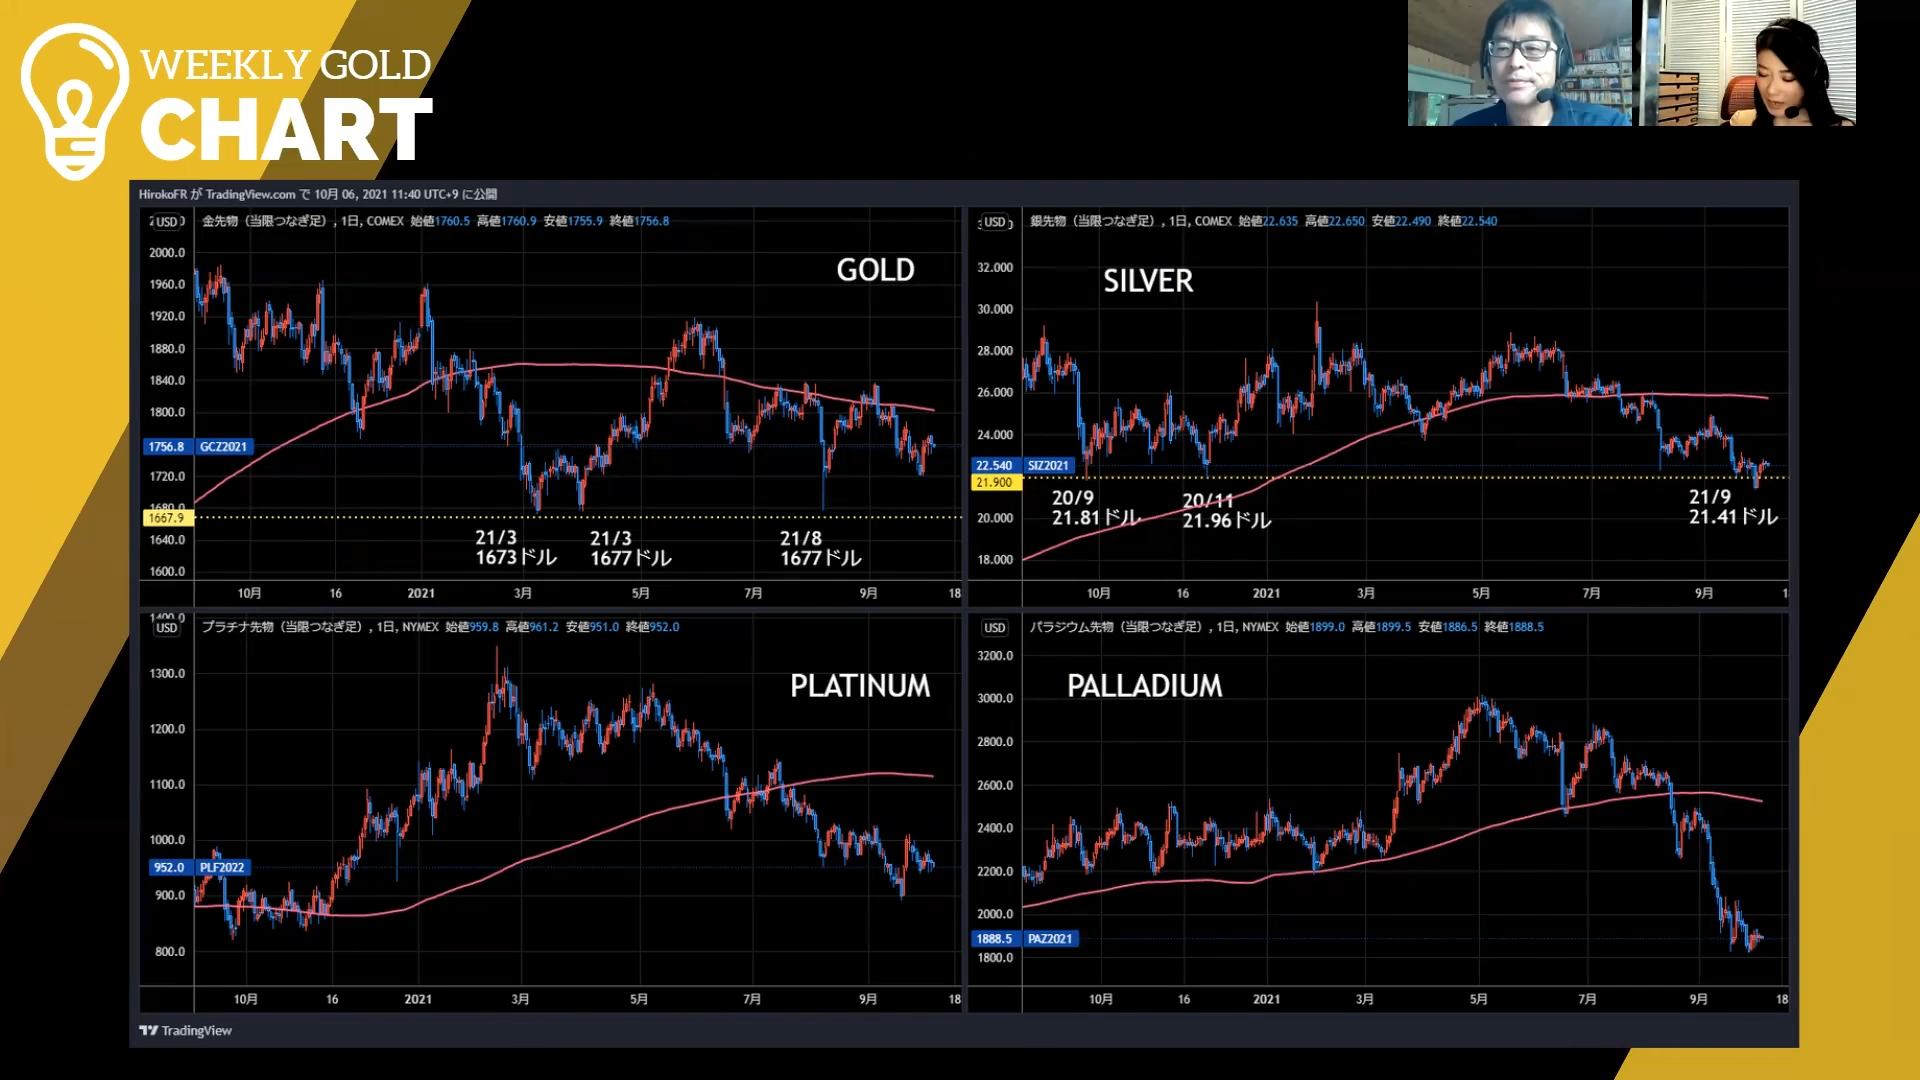 WEEKLY GOLD
CHART
HirokoFR が TradingView.com で 10月 06, 2021 11:40 UTC+9 に公開
USD
金先物（当限つなぎ足）, 1日, COMEX 始値1760.5 高値1760.9 安値1755.9 終値1756.8
GOLD
2000.0
1960.0
1920.0
1880.0
1840.0
1800.0
1756.8 GCZ2021
1720.0
1680.0
1667.9
1640.0
1600.0
21/3
1673ドル
21/3
1677ドル
21/8
1677ドル
10月 16 2021 3月 5月 7月 9月 18
USD
銀先物（当限つなぎ足）, 1日, COMEX 始値22.635 高値22.650 安値22.490 終値22.540
SILVER
32.000
30.000
28.000
26.000
24.000
22.540 SIZ2021
21.900
20.000
18.000
20/9
21.81ドル
20/11
21.96ドル
21/9
21.41ドル
10月 16 2021 3月 5月 7月 9月
USD
プラチナ先物（当限つなぎ足）, 1日, NYMEX 始値959.8 高値961.2 安値951.0 終値952.0
PLATINUM
1400.0
1300.0
1200.0
1100.0
1000.0
952.0 PLF2022
900.0
800.0
10月 16 2021 3月 5月 7月 9月 18
USD
パラジウム先物（当限つなぎ足）, 1日, NYMEX 始値1899.0 高値1899.5 安値1886.5 終値1888.5
PALLADIUM
3200.0
3000.0
2800.0
2600.0
2400.0
2200.0
2000.0
1888.5 PAZ2021
1800.0
10月 16 2021 3月 5月 7月 9月 18
TradingView